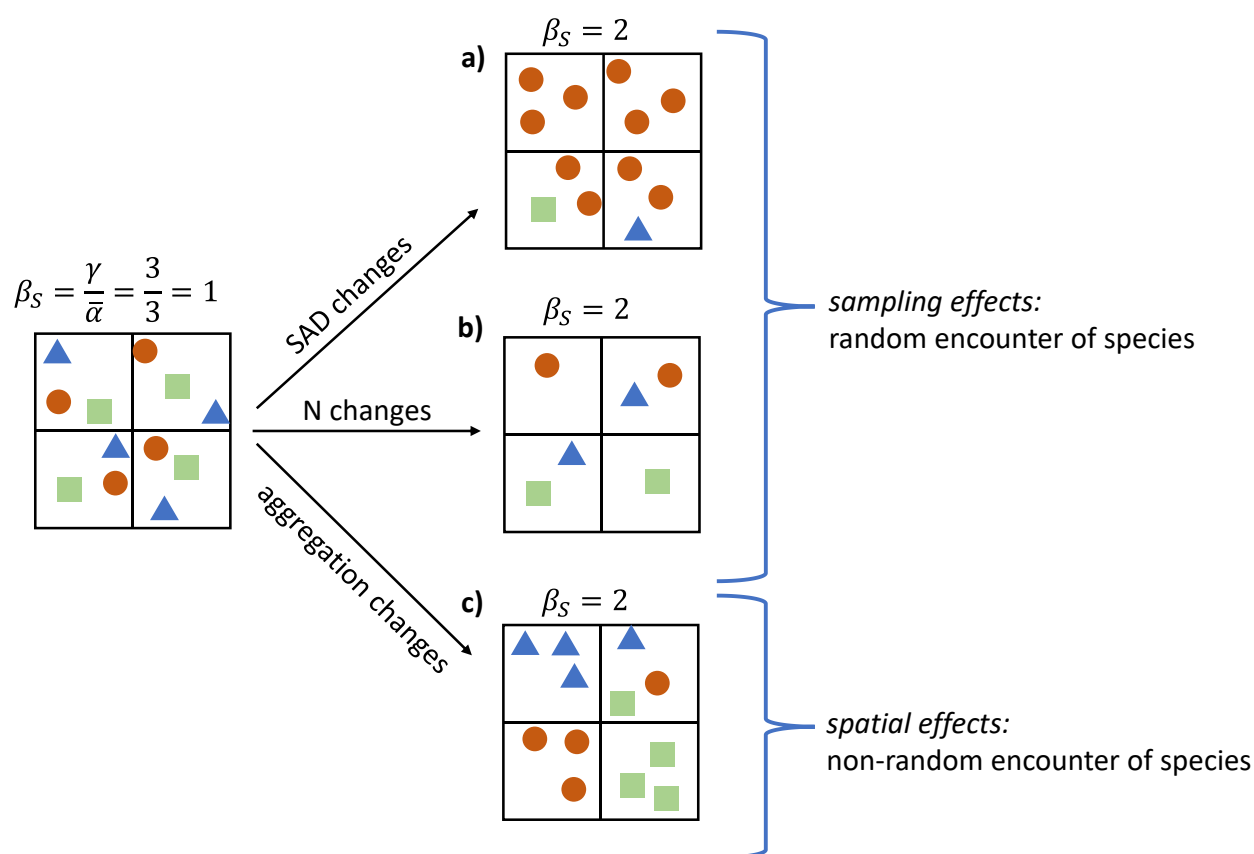 β_S = γ/ᾱ = 3/3 = 1
SAD changes
N changes
aggregation changes
a)
β_S = 2
b)
β_S = 2
c)
β_S = 2
sampling effects:
random encounter of species
spatial effects:
non-random encounter of species